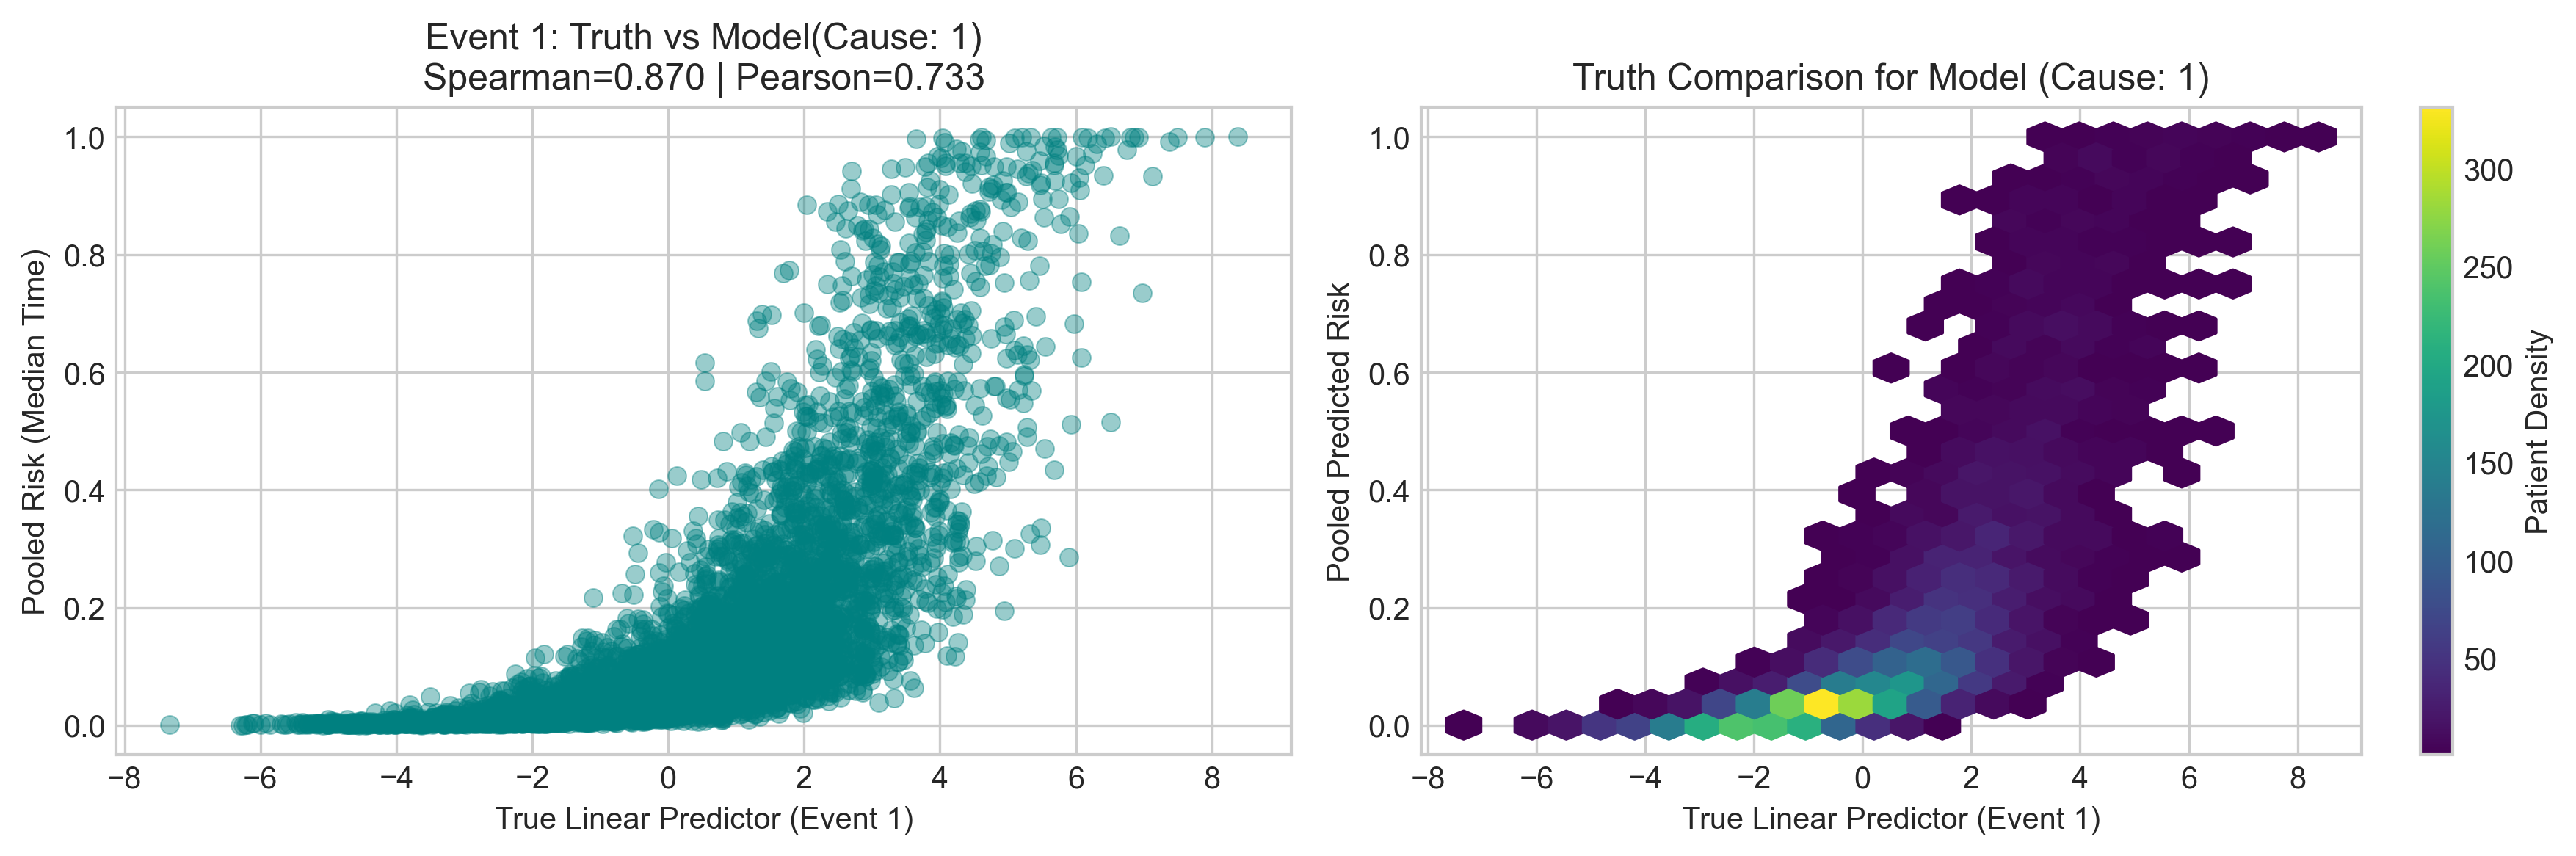 Event 1: Truth vs Model(Cause: 1)
Spearman=0.870 | Pearson=0.733
Pooled Risk (Median Time)
1.0
0.8
0.6
0.4
0.2
0.0
−8 −6 −4 −2 0 2 4 6 8
True Linear Predictor (Event 1)
Truth Comparison for Model (Cause: 1)
Pooled Predicted Risk
1.0
0.8
0.6
0.4
0.2
0.0
−8 −6 −4 −2 0 2 4 6 8
True Linear Predictor (Event 1)
300
250
200
150
100
50
Patient Density